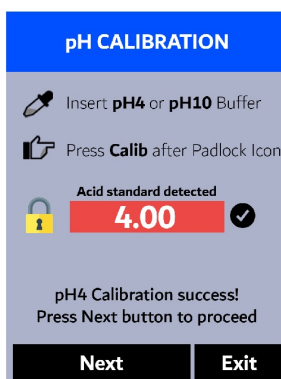 pH CALIBRATION
Insert pH4 or pH10 Buffer
Press Calib after Padlock Icon
Acid standard detected
4.00
pH4 Calibration success!
Press Next button to proceed
Next Exit